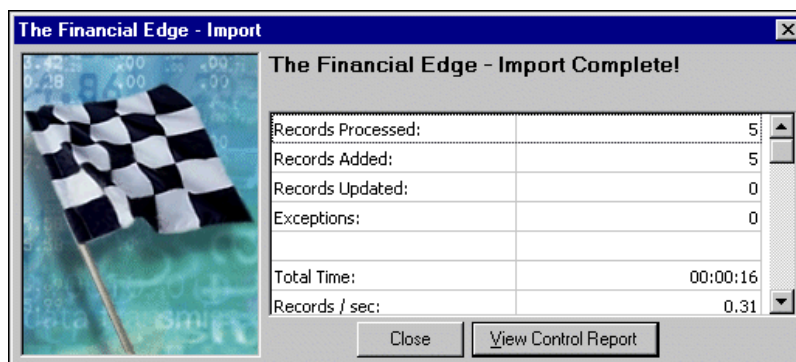 The Financial Edge - Import
The Financial Edge - Import Complete!
Records Processed: 5
Records Added: 5
Records Updated: 0
Exceptions: 0
Total Time: 00:00:16
Records / sec: 0.31
Close View Control Report